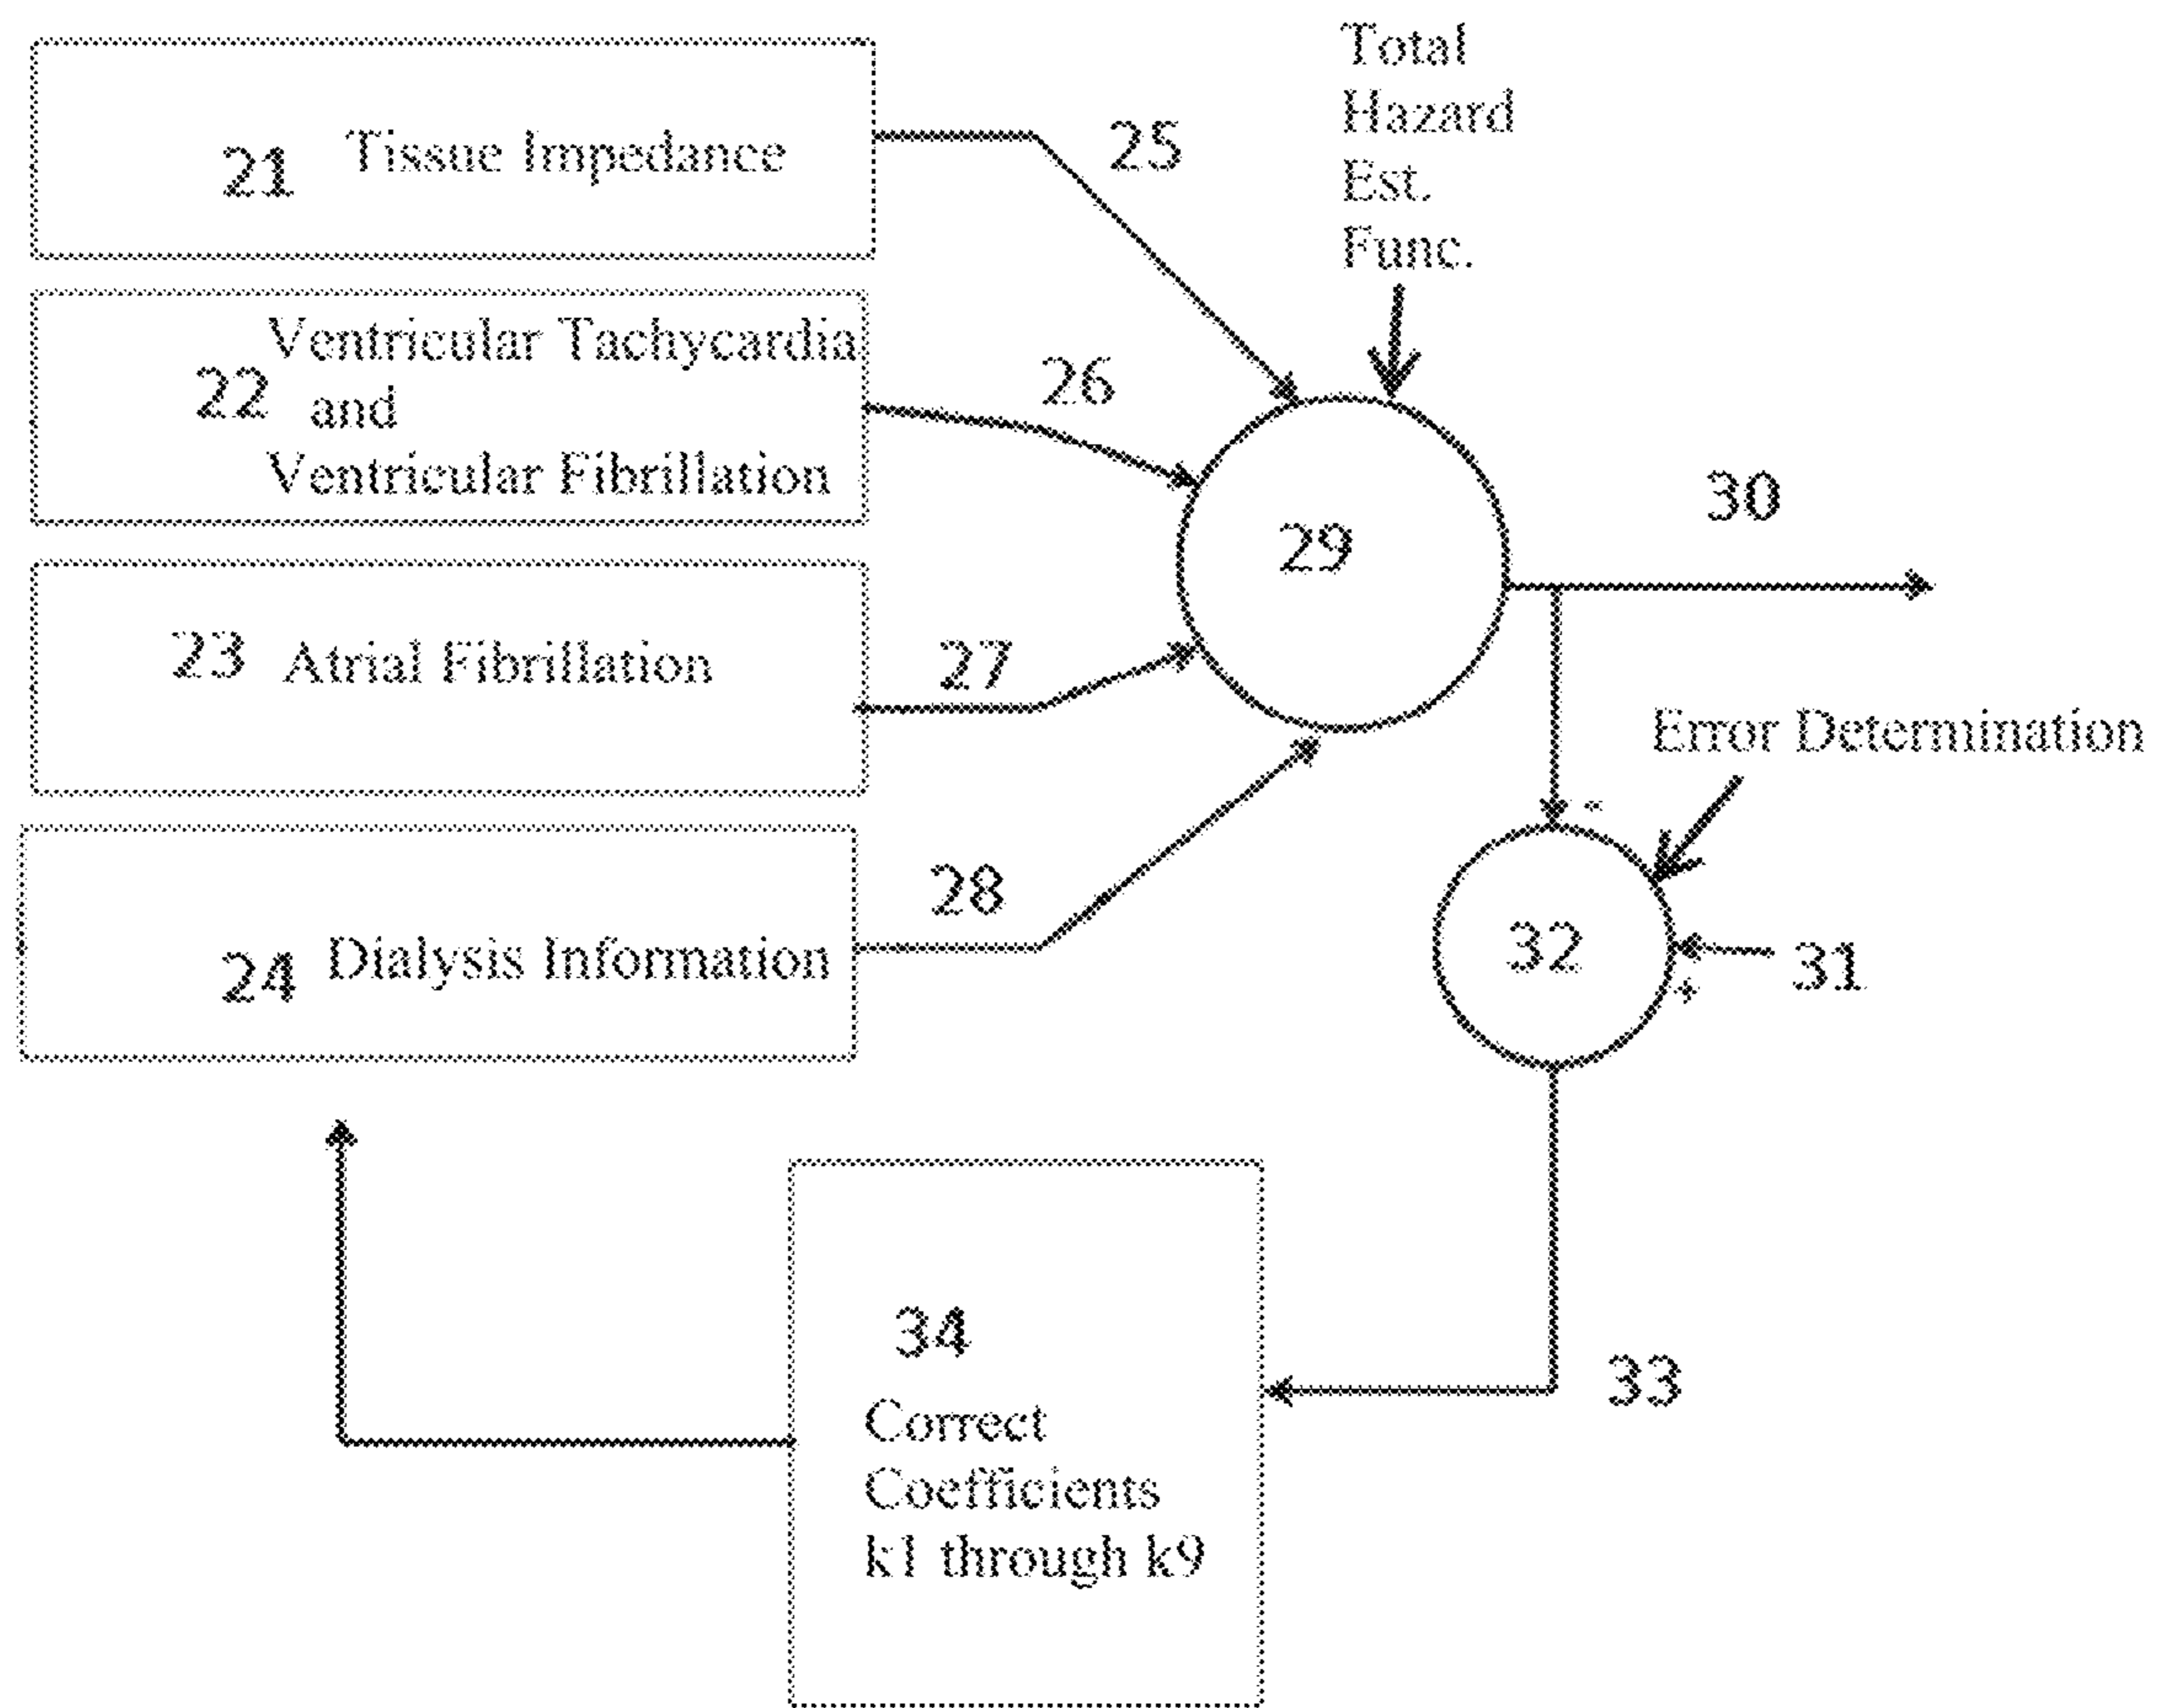 21 Tissue Impedance
25
Total
Hazard
Est.
Func.
22 Ventricular Tachycardia
and
Ventricular Fibrillation
26
29
30
23 Atrial Fibrillation
27
Error Determination
-
24 Dialysis Information
28
32
31
+
34
Correct
Coefficients
k1 through k9
33